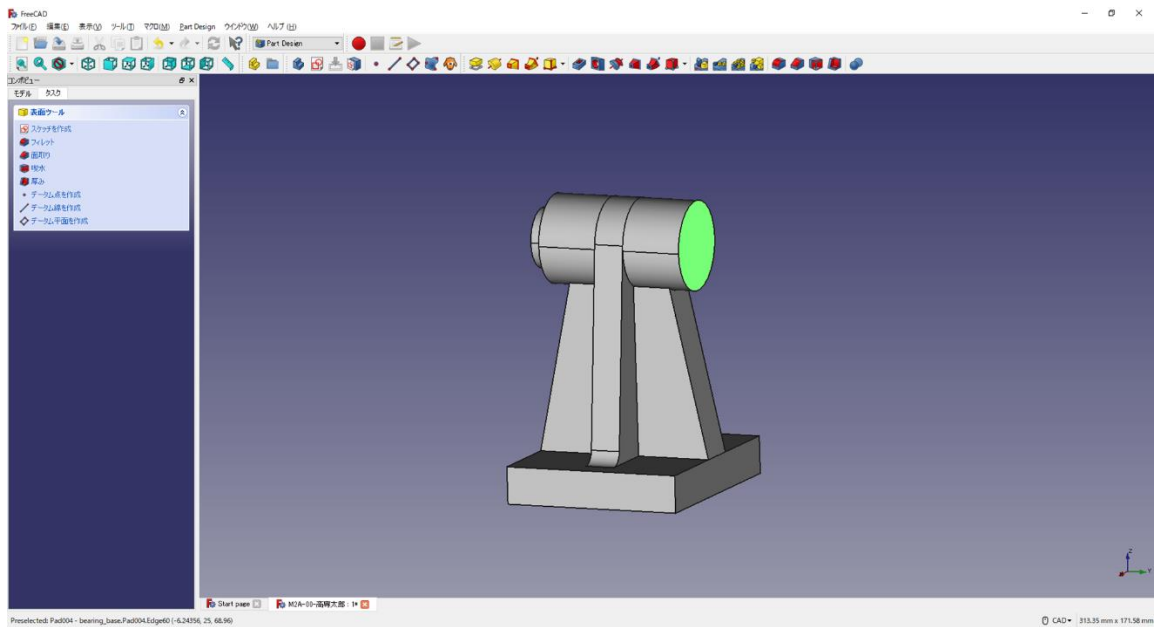 FreeCAD
ファイル(F) 編集(E) 表示(V) ツール(T) マクロ(M) Part Design ウィンドウ(W) ヘルプ(H)
Part Design
コンボビュー
モデル タスク
表面ツール
スケッチを作成
フィレット
面取り
抜き勾配
厚み
データム点を作成
データム線を作成
データム平面を作成
Z
Y
Start page
M2A-00-高専太郎 : 1*
Preselected: Pad004 - bearing_base.Pad004.Edge60 (-6.24356, 25, 68.96)
CAD
313.35 mm x 171.58 mm